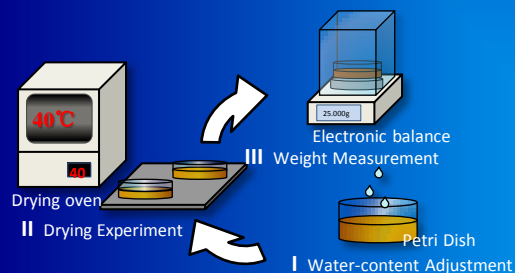 40℃
40
Drying oven
II Drying Experiment
25.000g
Electronic balance
III Weight Measurement
Petri Dish
I Water-content Adjustment